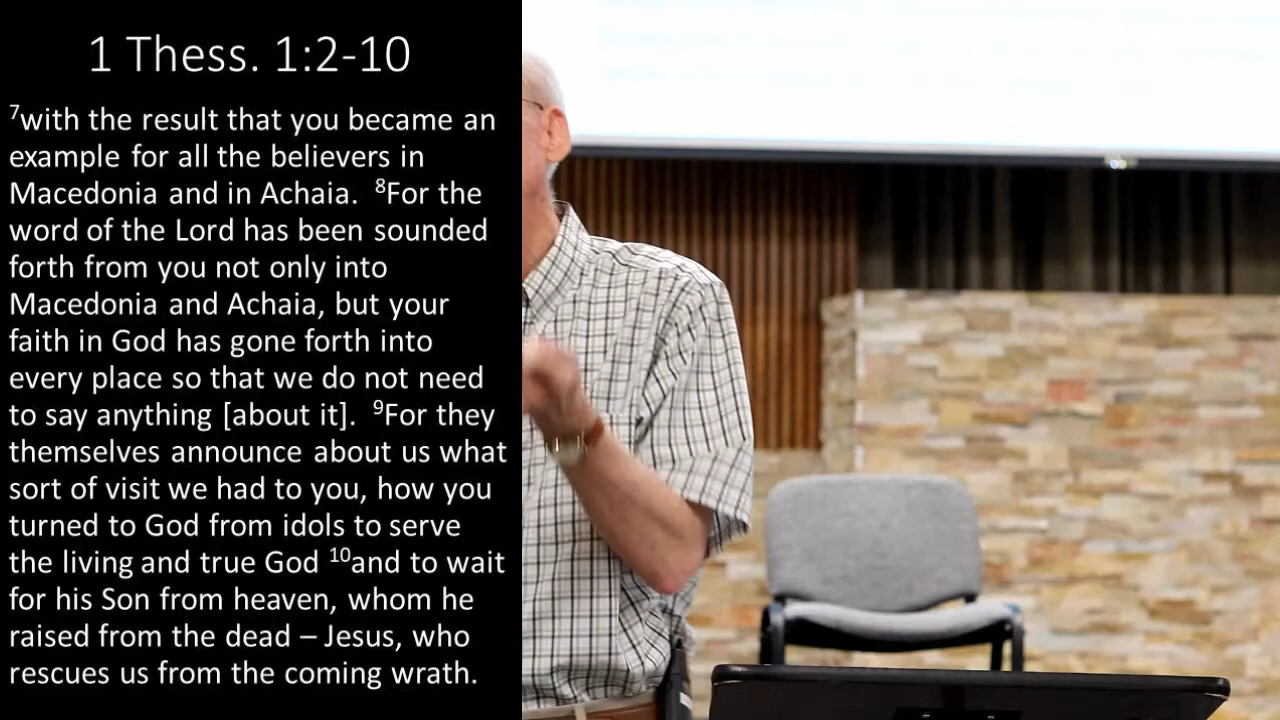 1 Thess. 1:2-10
⁷with the result that you became an
example for all the believers in
Macedonia and in Achaia. ⁸For the
word of the Lord has been sounded
forth from you not only into
Macedonia and Achaia, but your
faith in God has gone forth into
every place so that we do not need
to say anything [about it]. ⁹For they
themselves announce about us what
sort of visit we had to you, how you
turned to God from idols to serve
the living and true God ¹⁰and to wait
for his Son from heaven, whom he
raised from the dead – Jesus, who
rescues us from the coming wrath.